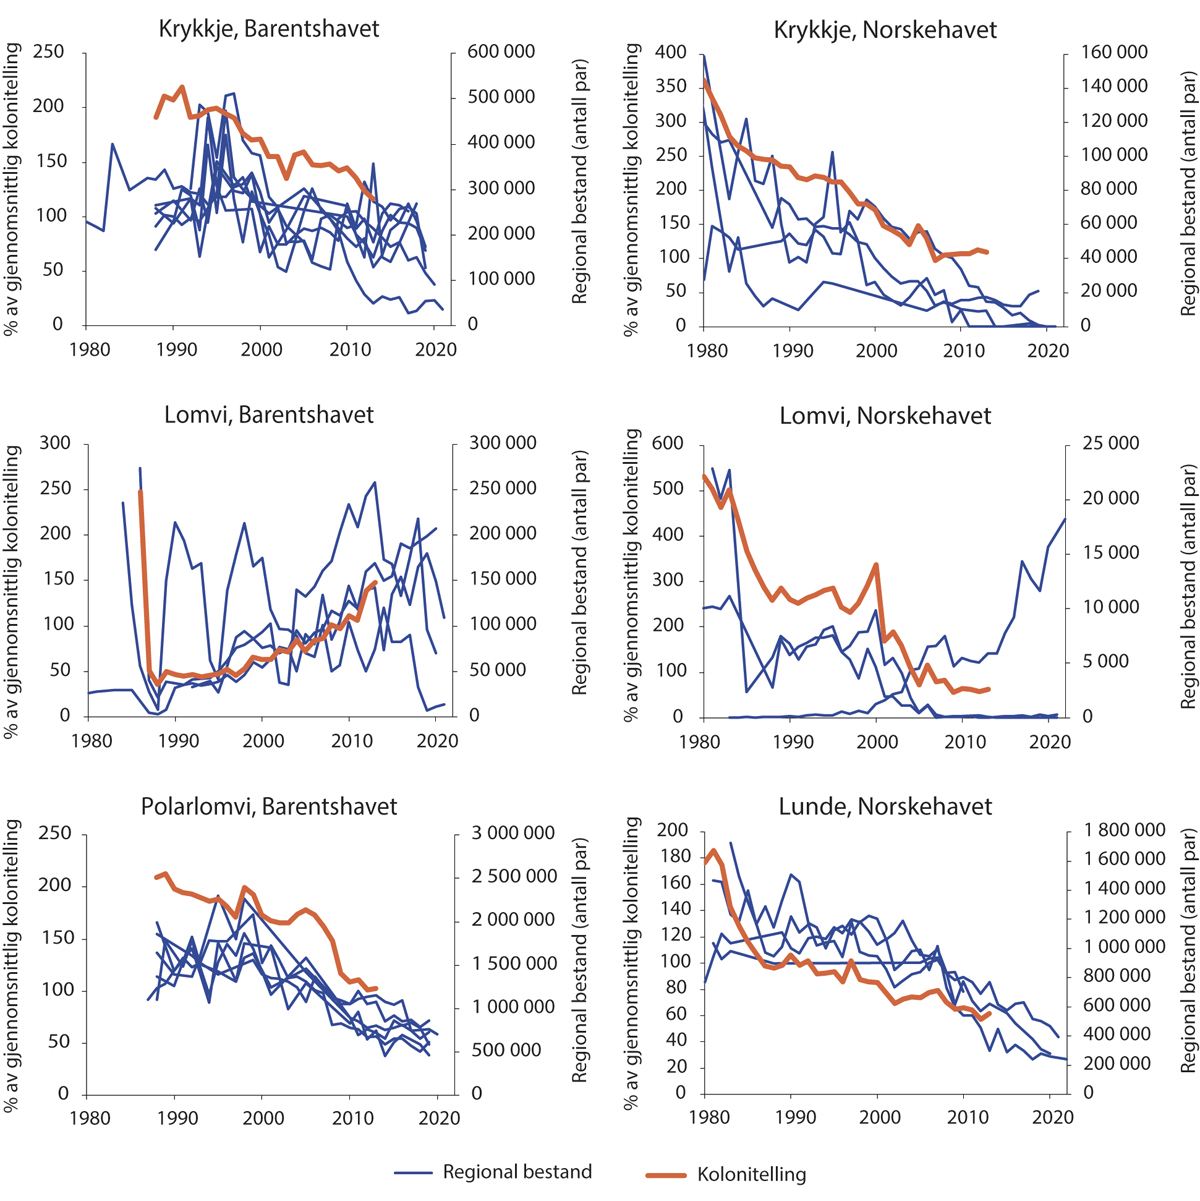 Krykkje, Barentshavet
% av gjennomsnittlig kolonitelling
250
200
150
100
50
0
600 000
500 000
400 000
300 000
200 000
100 000
0
Regional bestand (antall par)
1980 1990 2000 2010 2020
Krykkje, Norskehavet
% av gjennomsnittlig kolonitelling
400
350
300
250
200
150
100
50
0
160 000
140 000
120 000
100 000
80 000
60 000
40 000
20 000
0
Regional bestand (antall par)
1980 1990 2000 2010 2020
Lomvi, Barentshavet
% av gjennomsnittlig kolonitelling
300
250
200
150
100
50
0
300 000
250 000
200 000
150 000
100 000
50 000
0
Regional bestand (antall par)
1980 1990 2000 2010 2020
Lomvi, Norskehavet
% av gjennomsnittlig kolonitelling
600
500
400
300
200
100
0
25 000
20 000
15 000
10 000
5 000
0
Regional bestand (antall par)
1980 1990 2000 2010 2020
Polarlomvi, Barentshavet
% av gjennomsnittlig kolonitelling
250
200
150
100
50
0
3 000 000
2 500 000
2 000 000
1 500 000
1 000 000
500 000
0
Regional bestand (antall par)
1980 1990 2000 2010 2020
Lunde, Norskehavet
% av gjennomsnittlig kolonitelling
200
180
160
140
120
100
80
60
40
20
0
1 800 000
1 600 000
1 400 000
1 200 000
1 000 000
800 000
600 000
400 000
200 000
0
Regional bestand (antall par)
1980 1990 2000 2010 2020
Regional bestand
Kolonitelling